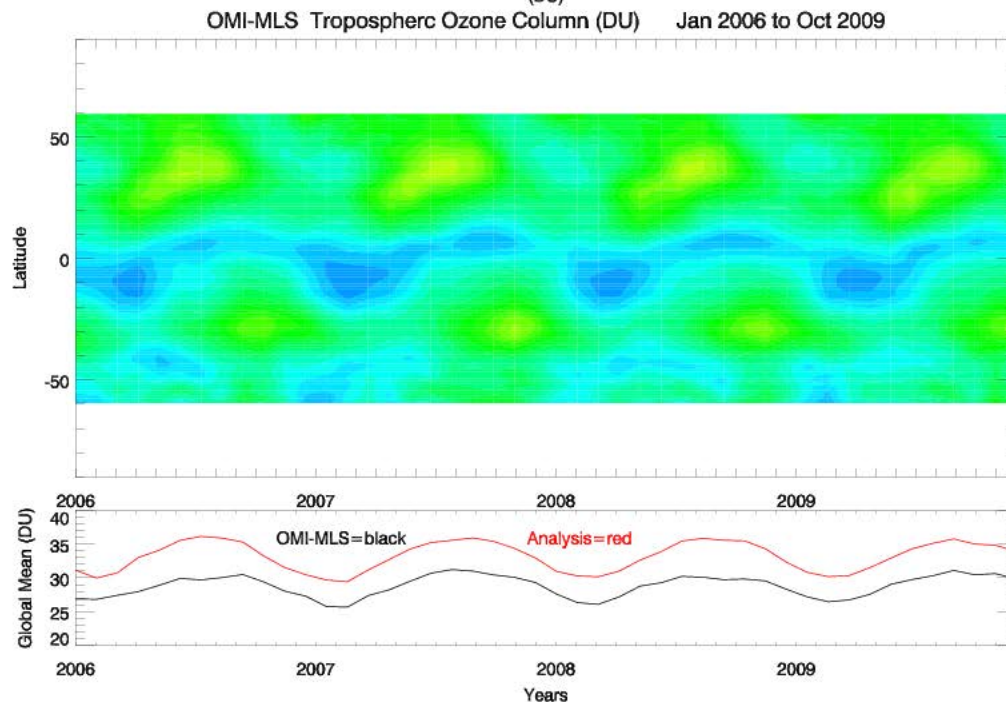 OMI-MLS Tropospherc Ozone Column (DU) Jan 2006 to Oct 2009
50
0
-50
Latitude
2006 2007 2008 2009
40
35
30
25
20
Global Mean (DU)
OMI-MLS=black Analysis=red
2006 2007 2008 2009
Years